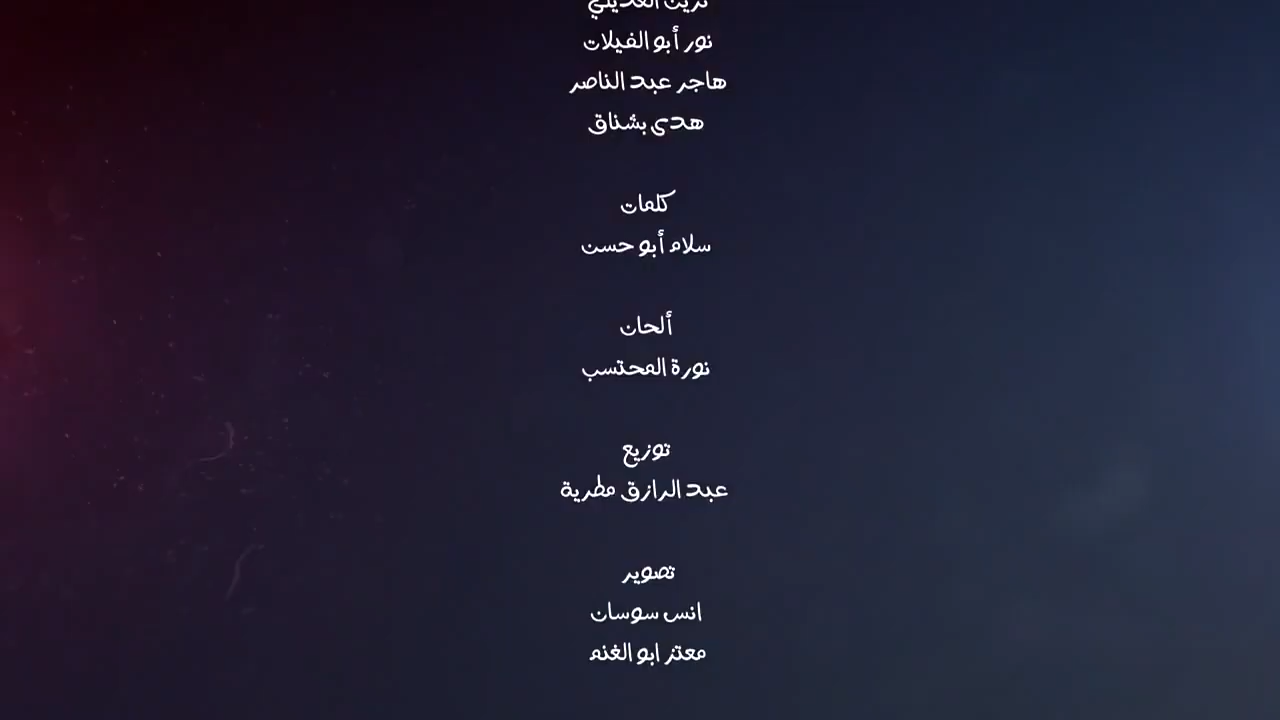 نور أبو الفيلات
هاجر عبد الناصر
هدى بشناق
كلمات
سلام أبو حسن
ألحان
نورة المحتسب
توزيع
عبد الرازق مطرية
تصوير
انس سوسان
معتز ابو الغنم